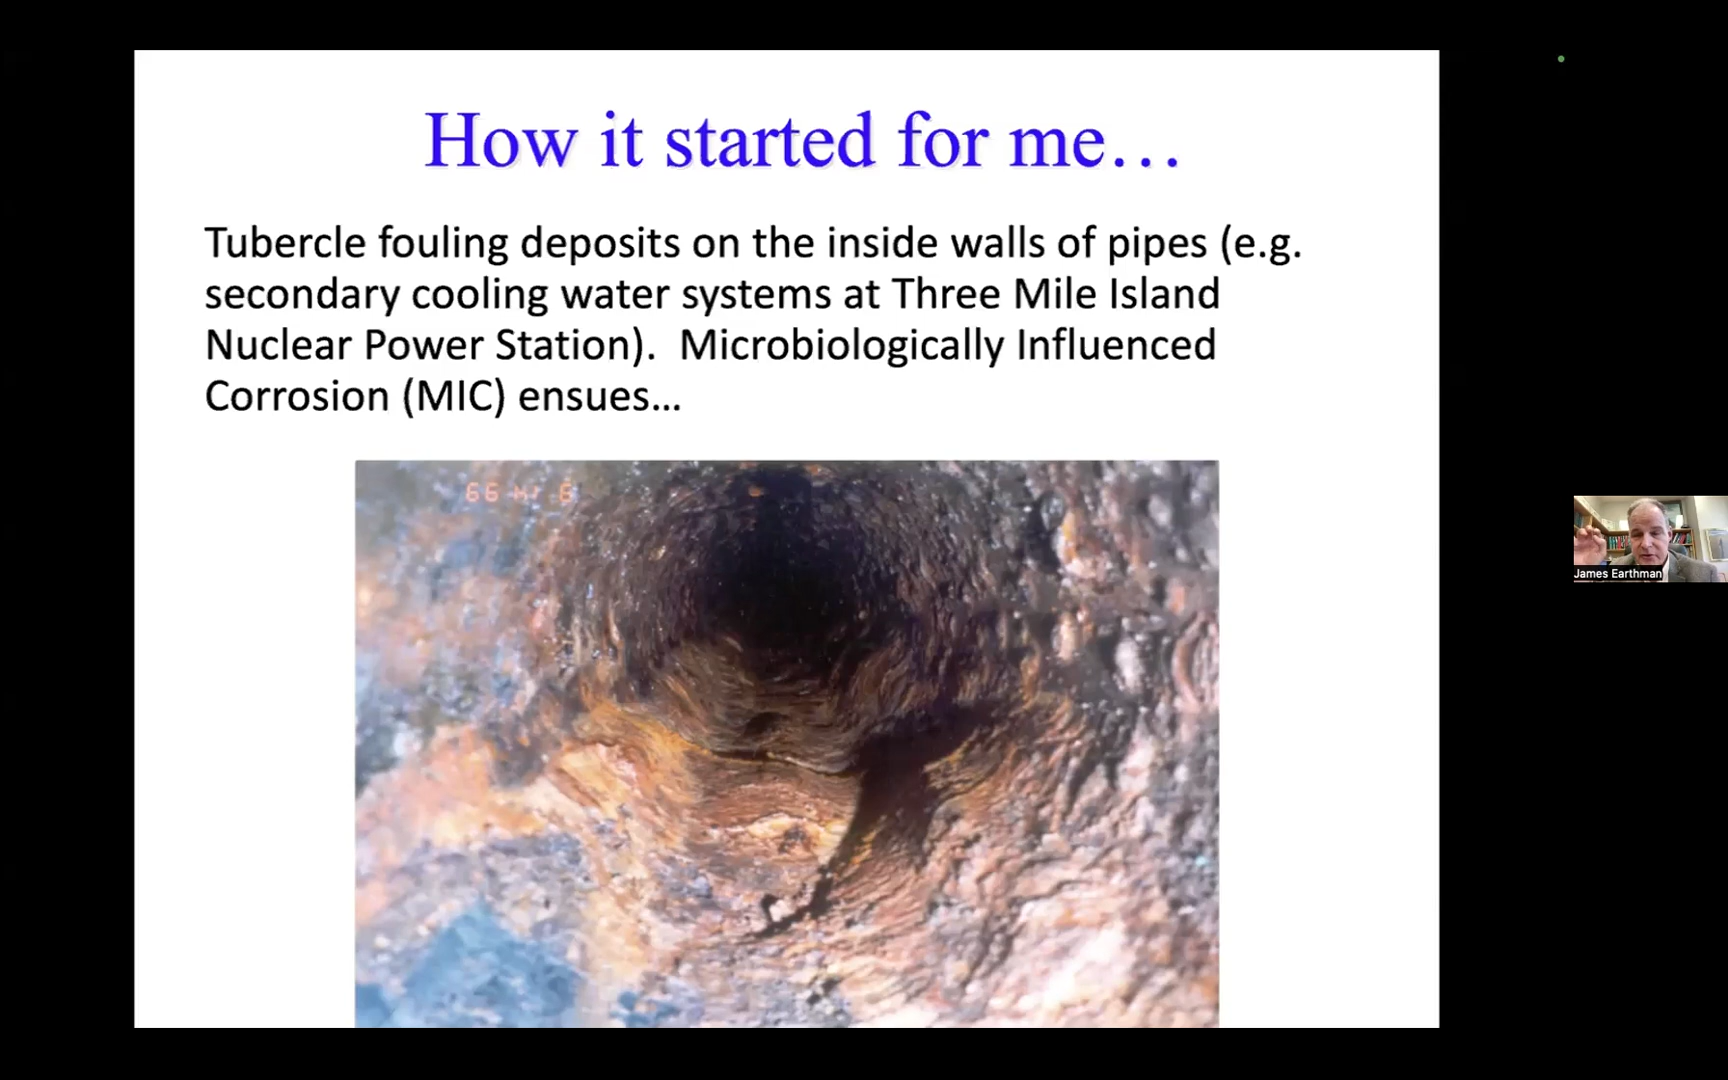 How it started for me…
Tubercle fouling deposits on the inside walls of pipes (e.g.
secondary cooling water systems at Three Mile Island
Nuclear Power Station).  Microbiologically Influenced
Corrosion (MIC) ensues…
James Earthman